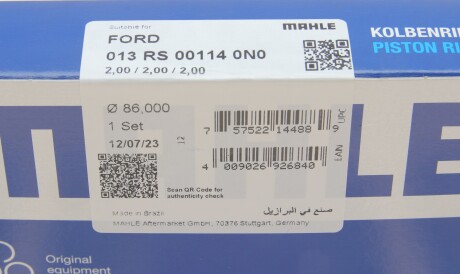 Suitable for
MAHLE
FORD
013 RS 00114 0N0
2,00 / 2,00 / 2,00
KOLBENRIN
PISTON RI
Ø 86,000
1 Set
12/07/23
12
7 57522 14488 9
UPC
4 009026 926840
EAN
Scan QR Code for
authenticity check
Made in Brazil
صنع في البرازيل
MAHLE Aftermarket GmbH, 70376 Stuttgart, Germany
MAHLE
Original
equipment